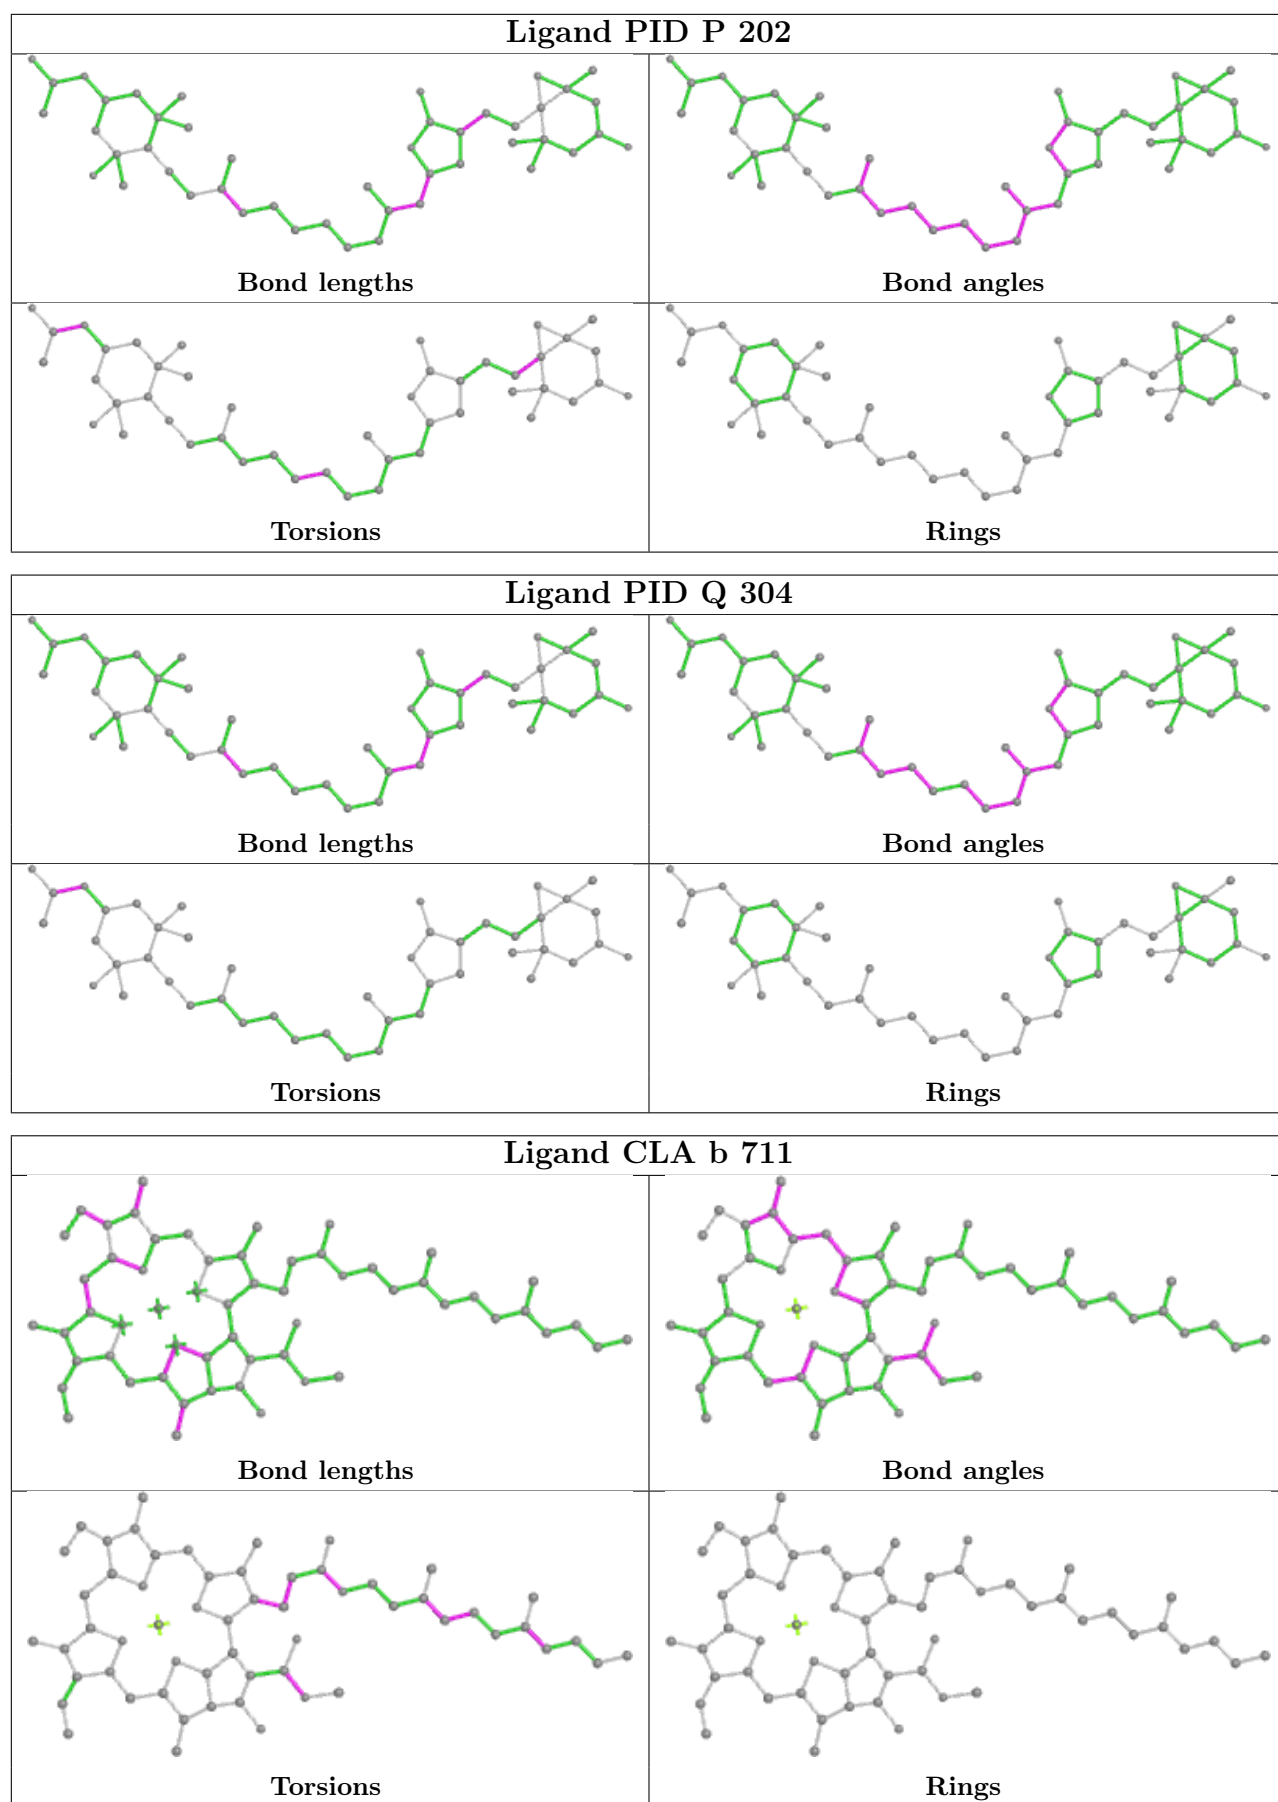 Ligand PID P 202
Bond lengths
Bond angles
Torsions
Rings
Ligand PID Q 304
Bond lengths
Bond angles
Torsions
Rings
Ligand CLA b 711
Bond lengths
Bond angles
Torsions
Rings